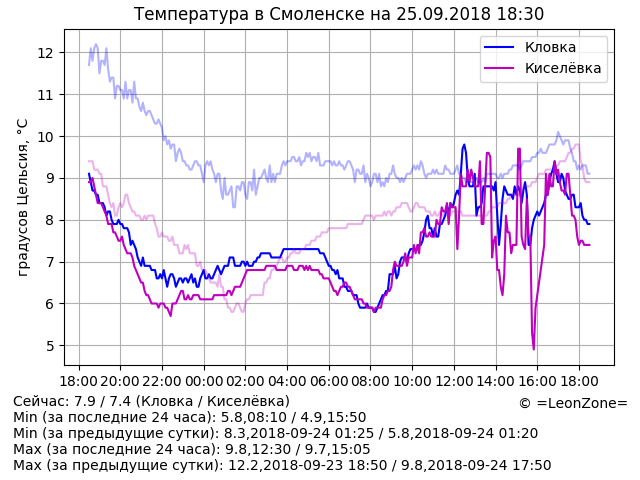 Температура в Смоленске на 25.09.2018 18:30
Кловка
Киселёвка
градусов Цельсия, °C
12
11
10
9
8
7
6
5
18:00 20:00 22:00 00:00 02:00 04:00 06:00 08:00 10:00 12:00 14:00 16:00 18:00
Сейчас: 7.9 / 7.4 (Кловка / Киселёвка)
© =LeonZone=
Min (за последние 24 часа): 5.8,08:10 / 4.9,15:50
Min (за предыдущие сутки): 8.3,2018-09-24 01:25 / 5.8,2018-09-24 01:20
Max (за последние 24 часа): 9.8,12:30 / 9.7,15:05
Max (за предыдущие сутки): 12.2,2018-09-23 18:50 / 9.8,2018-09-24 17:50